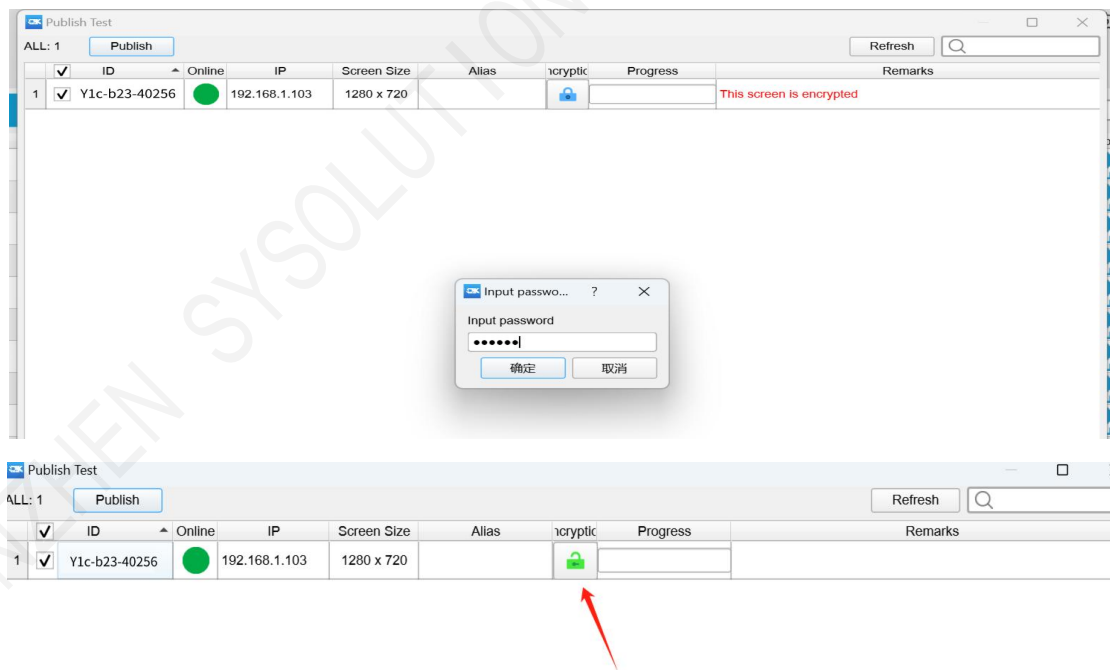 Publish Test
ALL: 1 Publish Refresh
ID Online IP Screen Size Alias ncryptic Progress Remarks
1 Y1c-b23-40256 192.168.1.103 1280 x 720 This screen is encrypted
Input passwo... ?
Input password
确定 取消
Publish Test
ALL: 1 Publish Refresh
ID Online IP Screen Size Alias ncryptic Progress Remarks
1 Y1c-b23-40256 192.168.1.103 1280 x 720
NZHEN SYSOLUTION